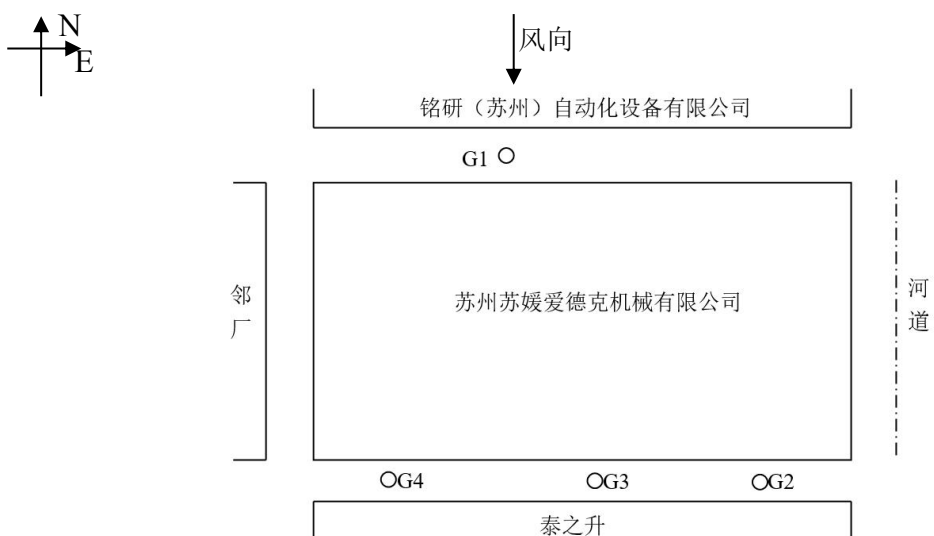 N
E
风向
铭研（苏州）自动化设备有限公司
G1
邻厂
苏州苏媛爱德克机械有限公司
河道
G4
G3
G2
泰之升